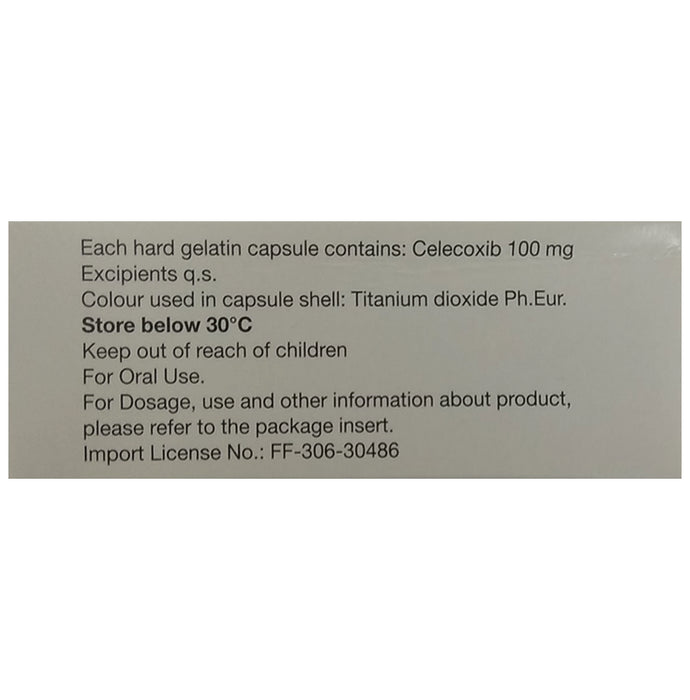 Each hard gelatin capsule contains: Celecoxib 100 mg
Excipients q.s.
Colour used in capsule shell: Titanium dioxide Ph.Eur.
Store below 30°C
Keep out of reach of children
For Oral Use.
For Dosage, use and other information about product,
please refer to the package insert.
Import License No.: FF-306-30486